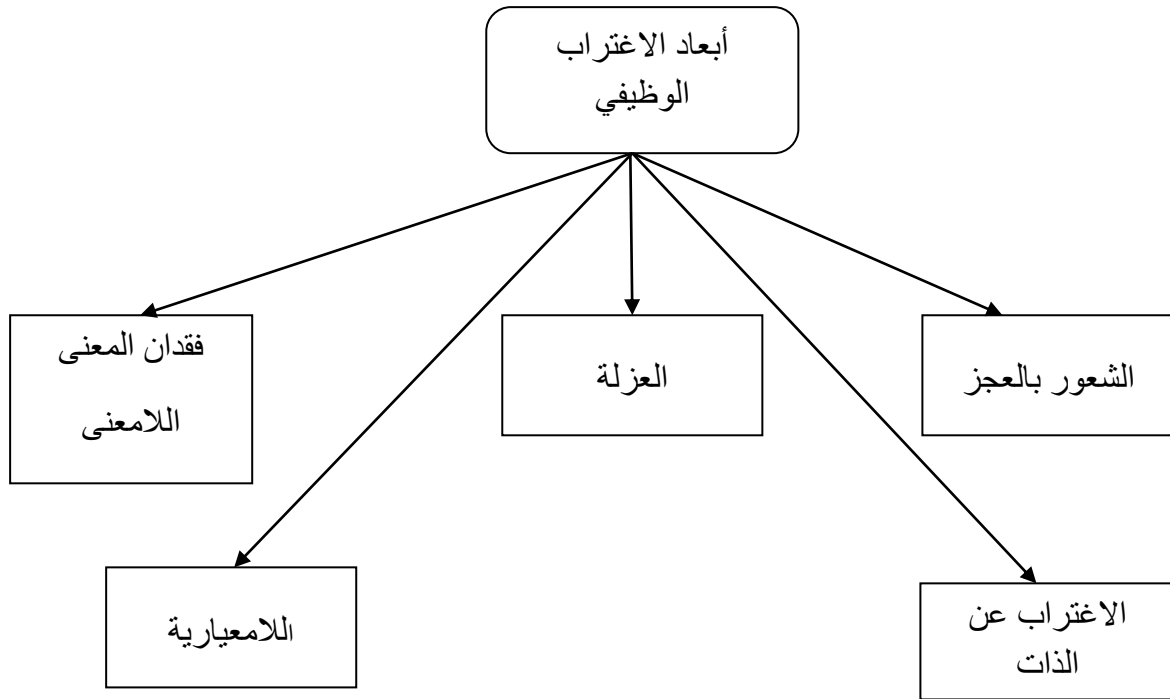 أبعاد الاغتراب
الوظيفي
الشعور بالعجز
العزلة
فقدان المعنى
اللامعنى
الاغتراب عن
الذات
اللامعيارية